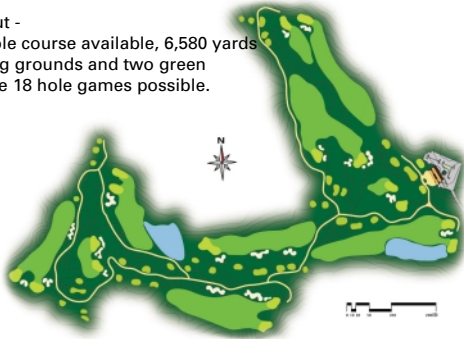 ut -
le course available, 6,580 yards
g grounds and two green
e 18 hole games possible.
N